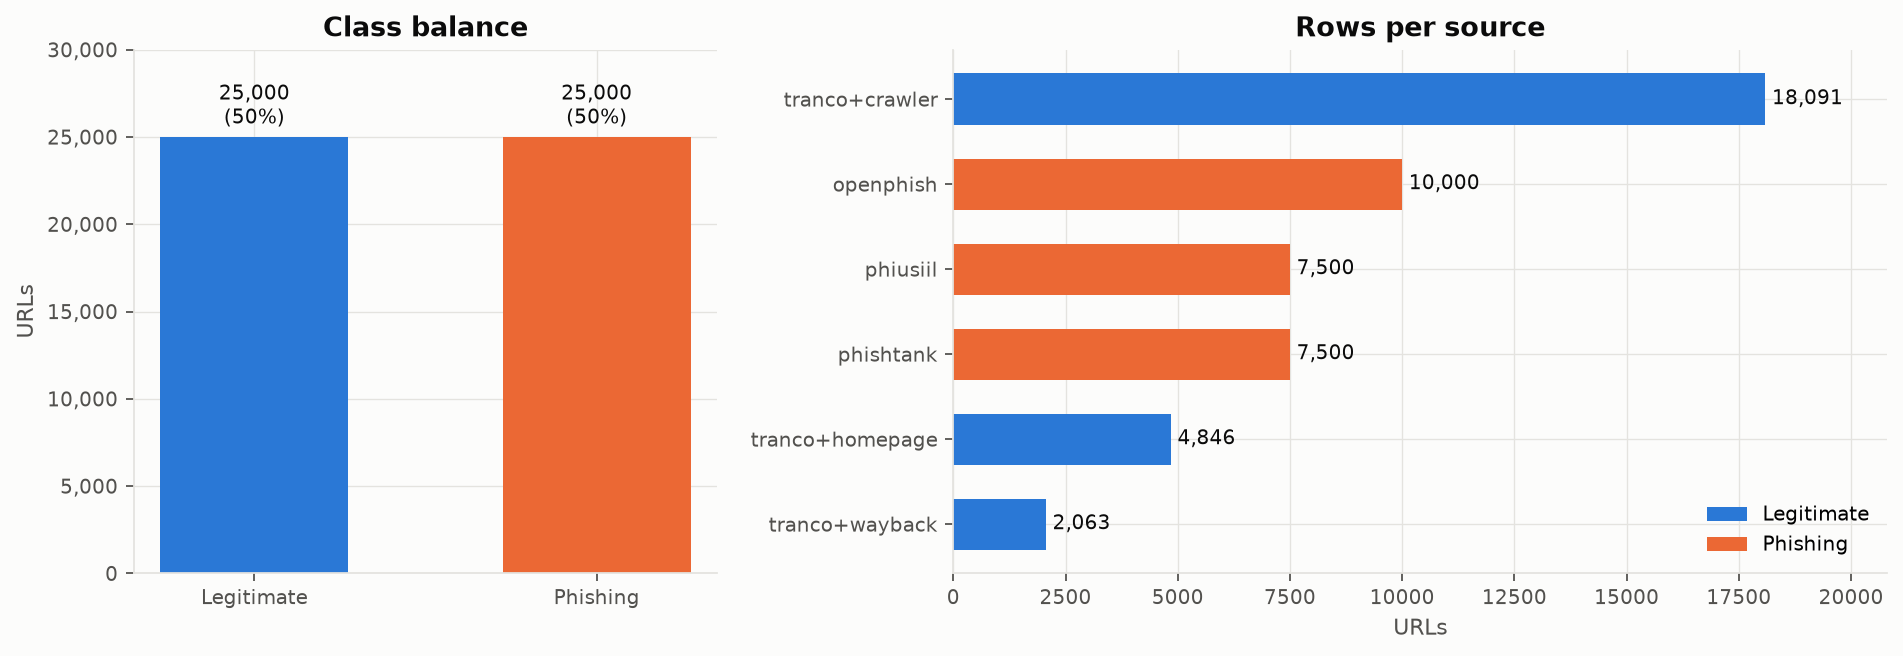 Class balance
30,000
25,000
20,000
15,000
10,000
5,000
0
URLs
25,000
(50%)
25,000
(50%)
Legitimate
Phishing
Rows per source
tranco+crawler
18,091
openphish
10,000
phiusiil
7,500
phishtank
7,500
tranco+homepage
4,846
tranco+wayback
2,063
Legitimate
Phishing
0 2500 5000 7500 10000 12500 15000 17500 20000
URLs